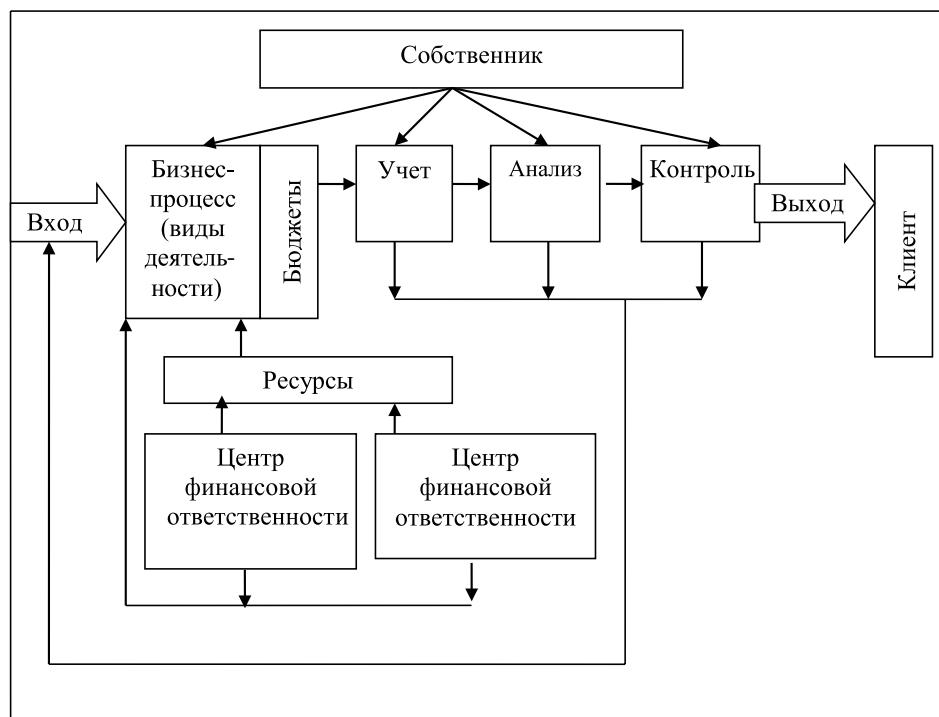 Собственник
Бизнес-
процесс
(виды
деятель-
ности)
Бюджеты
Учет
Анализ
Контроль
Вход
Выход
Клиент
Ресурсы
Центр
финансовой
ответственности
Центр
финансовой
ответственности